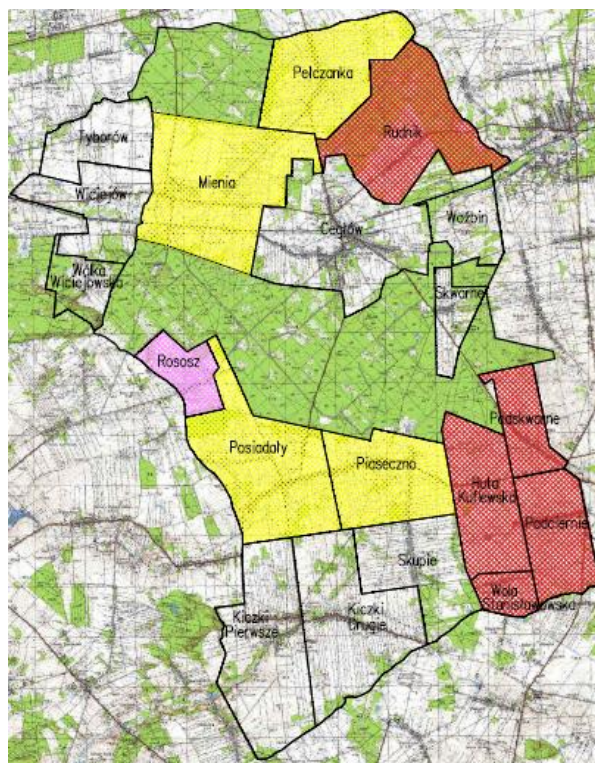 Pełczanka
Rudnik
Tyborów
Mienia
Wiciejów
Cegłów
Woźbin
Wólka
Wiciejowska
Skwarne
Rososz
Podskwarne
Posiadały
Piaseczno
Huta
Kuflewska
Podciernie
Skupie
Wola
Stanisławowska
Kiczki
Pierwsze
Kiczki
Drugie